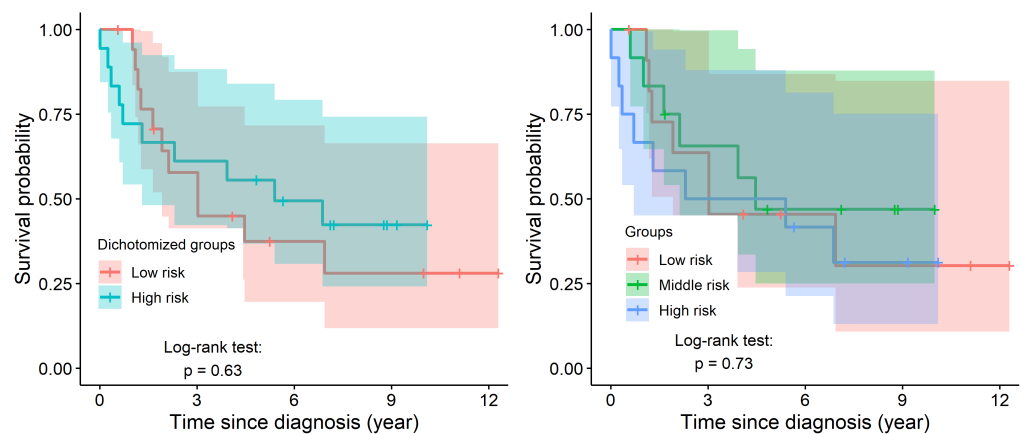 Survival probability
1.00
0.75
0.50
0.25
0.00
Dichotomized groups
Low risk
High risk
Log-rank test:
p = 0.63
0 3 6 9 12
Time since diagnosis (year)
Survival probability
1.00
0.75
0.50
0.25
0.00
Groups
Low risk
Middle risk
High risk
Log-rank test:
p = 0.73
0 3 6 9 12
Time since diagnosis (year)